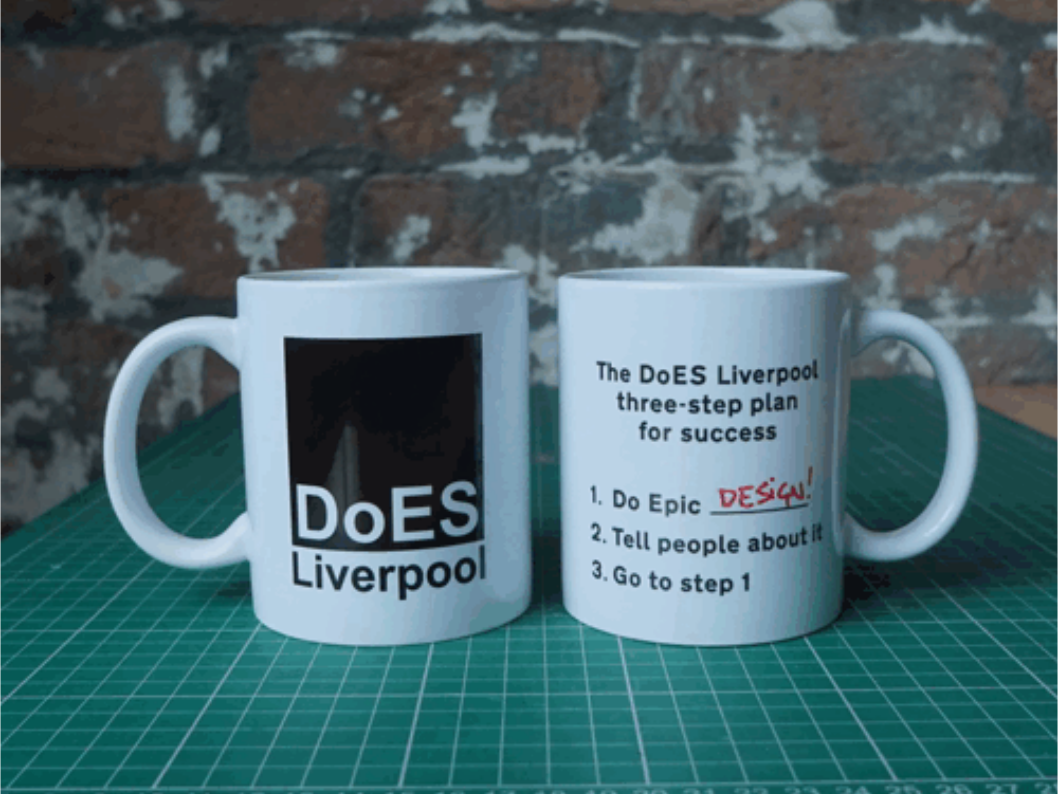 DoES
Liverpool
The DoES Liverpool
three-step plan
for success
1. Do Epic DESiGN!
2. Tell people about it
3. Go to step 1